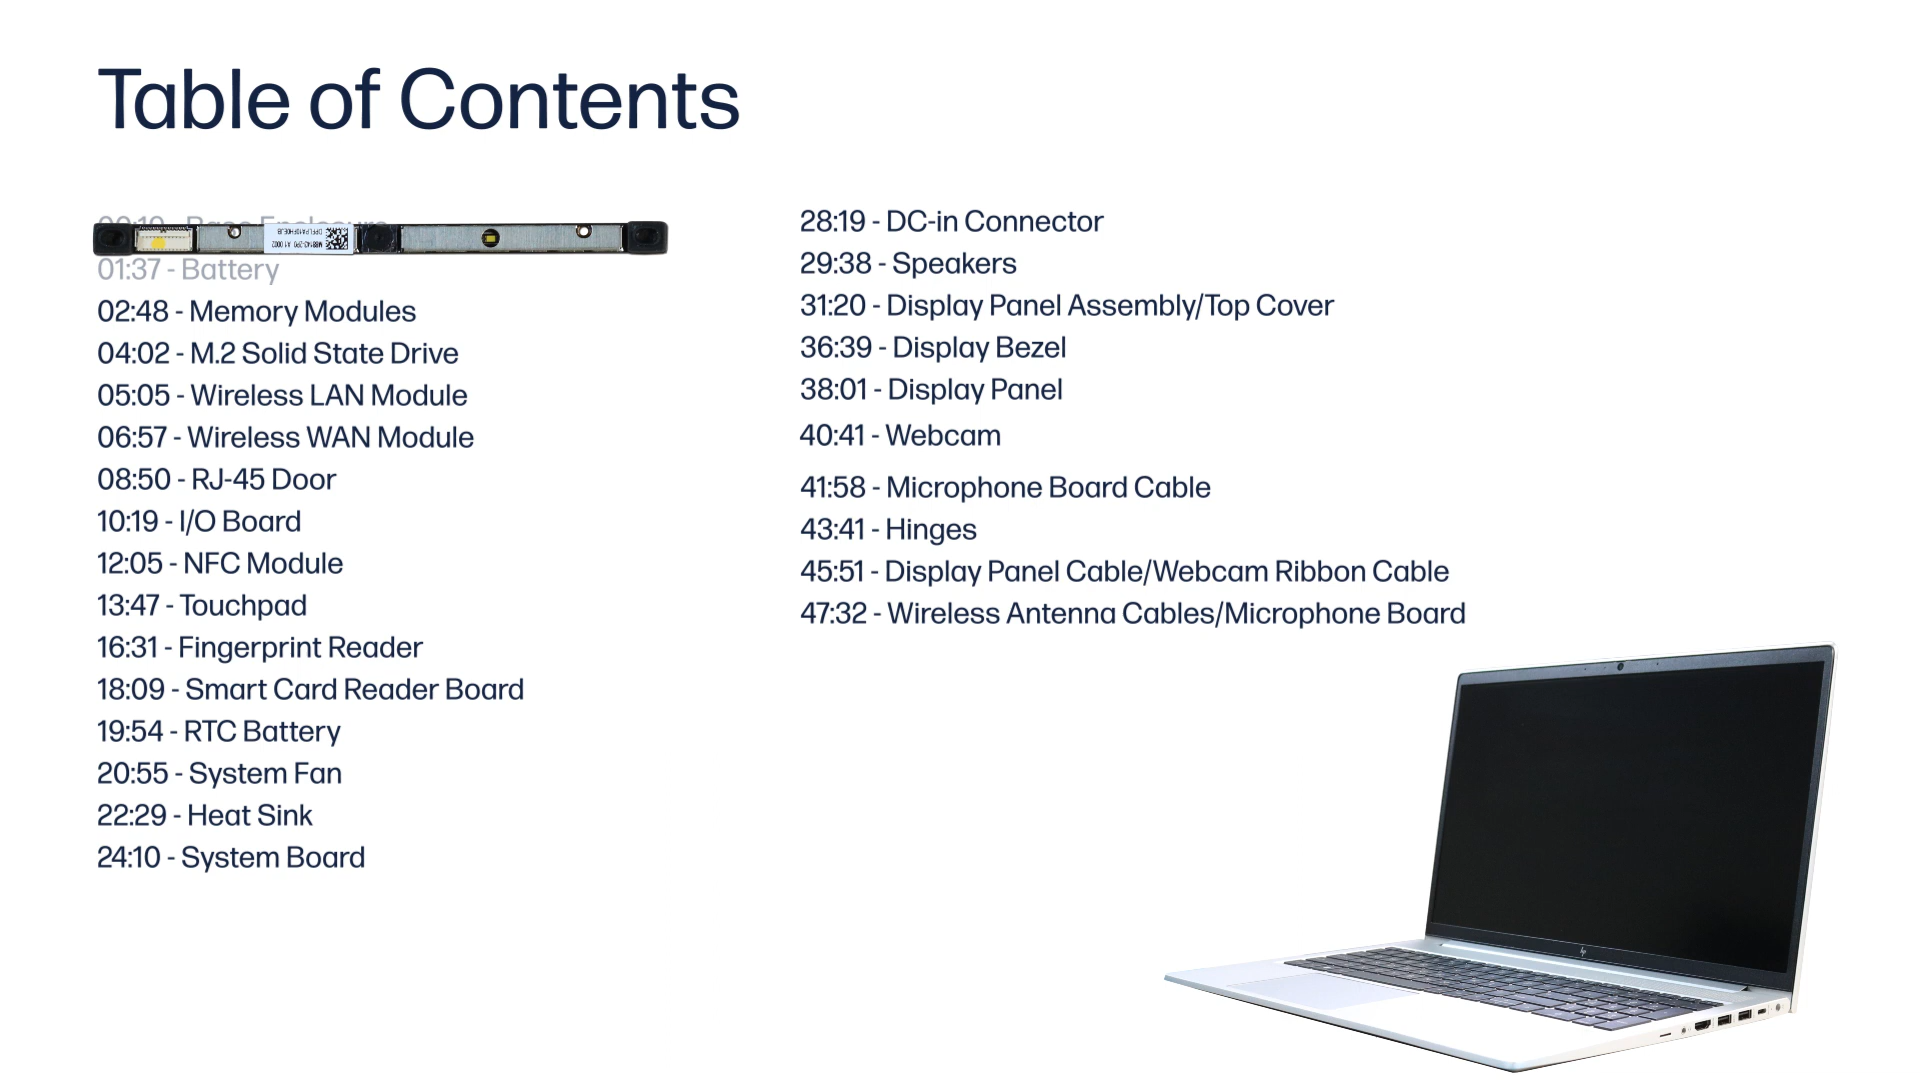 Table of Contents
00:19 - Base Enclosure
01:37 - Battery
02:48 - Memory Modules
04:02 - M.2 Solid State Drive
05:05 - Wireless LAN Module
06:57 - Wireless WAN Module
08:50 - RJ-45 Door
10:19 - I/O Board
12:05 - NFC Module
13:47 - Touchpad
16:31 - Fingerprint Reader
18:09 - Smart Card Reader Board
19:54 - RTC Battery
20:55 - System Fan
22:29 - Heat Sink
24:10 - System Board
28:19 - DC-in Connector
29:38 - Speakers
31:20 - Display Panel Assembly/Top Cover
36:39 - Display Bezel
38:01 - Display Panel
40:41 - Webcam
41:58 - Microphone Board Cable
43:41 - Hinges
45:51 - Display Panel Cable/Webcam Ribbon Cable
47:32 - Wireless Antenna Cables/Microphone Board
hp